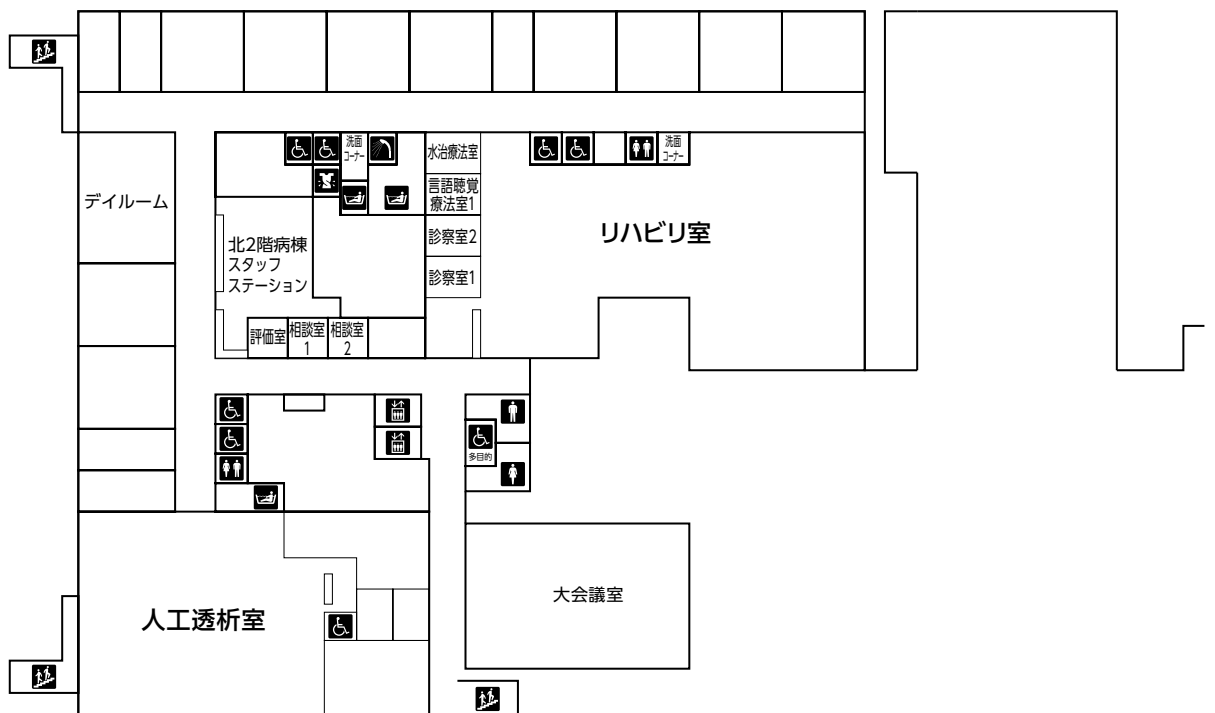 洗面
コーナー
水治療法室
洗面
コーナー
デイルーム
言語聴覚
療法室1
リハビリ室
北2階病棟
スタッフ
ステーション
診察室2
診察室1
評価室
相談室
1
相談室
2
多目的
大会議室
人工透析室